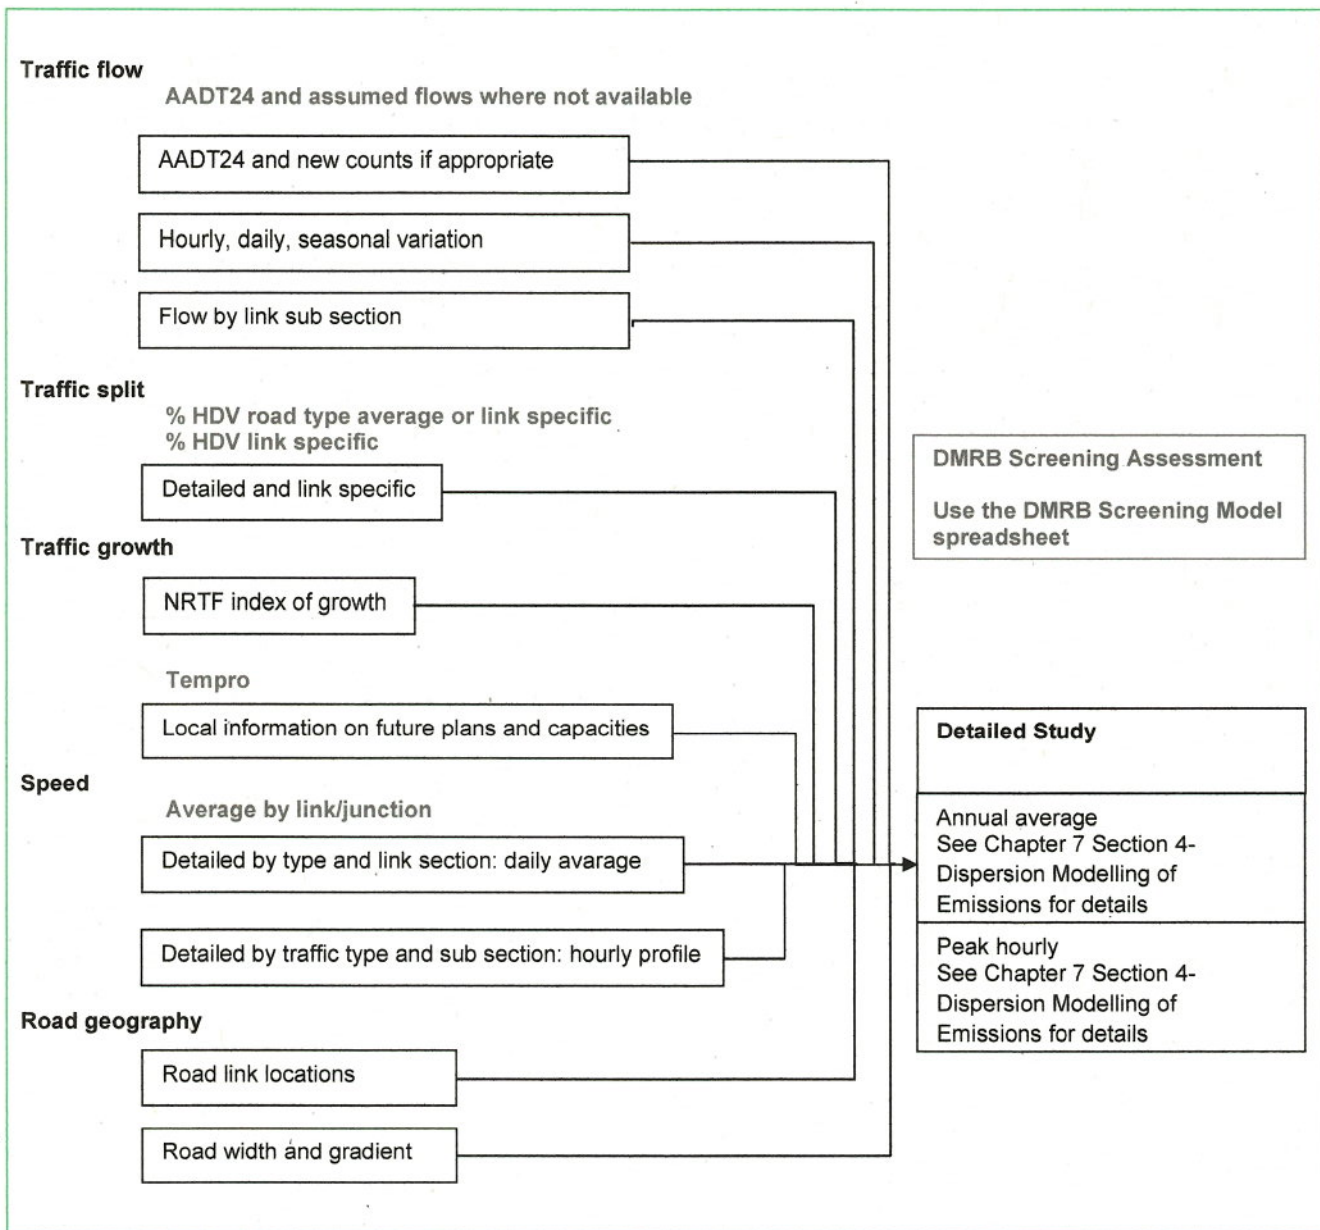 Traffic flow
AADT24 and assumed flows where not available
AADT24 and new counts if appropriate
Hourly, daily, seasonal variation
Flow by link sub section
Traffic split
% HDV road type average or link specific
% HDV link specific
Detailed and link specific
Traffic growth
NRTF index of growth
Tempro
Local information on future plans and capacities
Speed
Average by link/junction
Detailed by type and link section: daily avarage
Detailed by traffic type and sub section: hourly profile
Road geography
Road link locations
Road width and gradient
DMRB Screening Assessment
Use the DMRB Screening Model
spreadsheet
Detailed Study
Annual average
See Chapter 7 Section 4-
Dispersion Modelling of
Emissions for details
Peak hourly
See Chapter 7 Section 4-
Dispersion Modelling of
Emissions for details